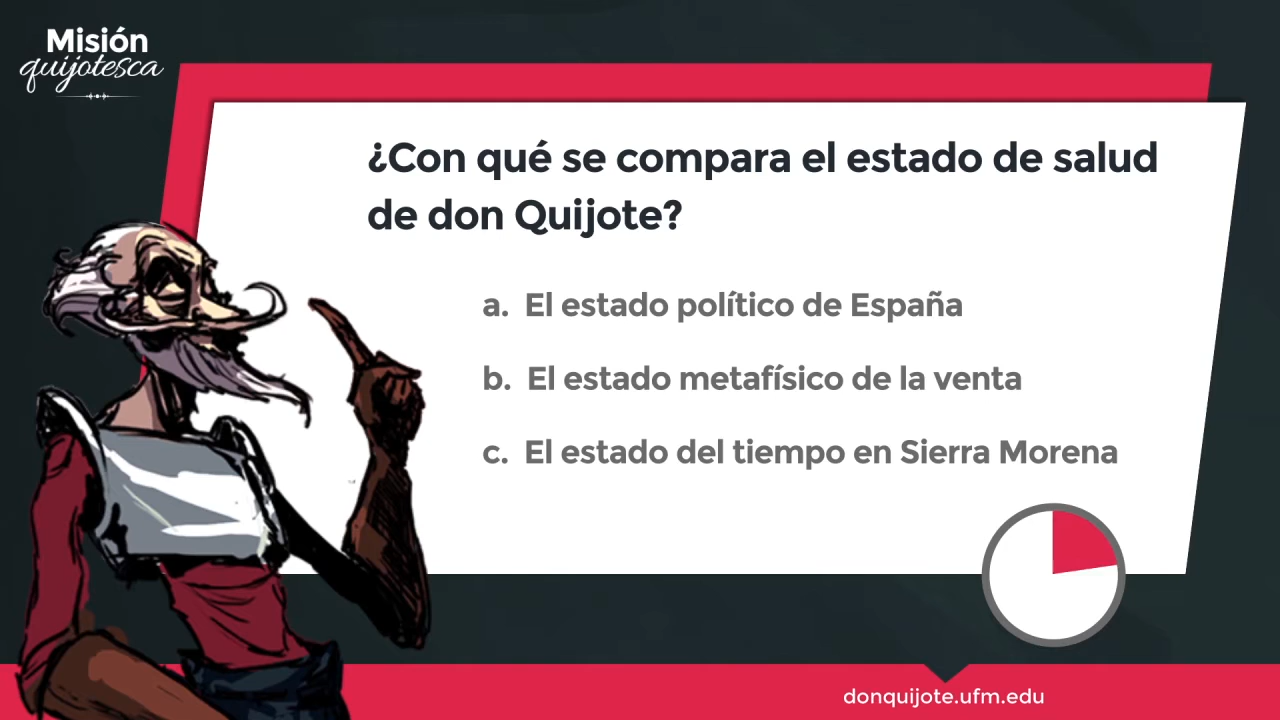 Misión
quijotesca
¿Con qué se compara el estado de salud
de don Quijote?
a. El estado político de España
b. El estado metafísico de la venta
c. El estado del tiempo en Sierra Morena
donquijote.ufm.edu